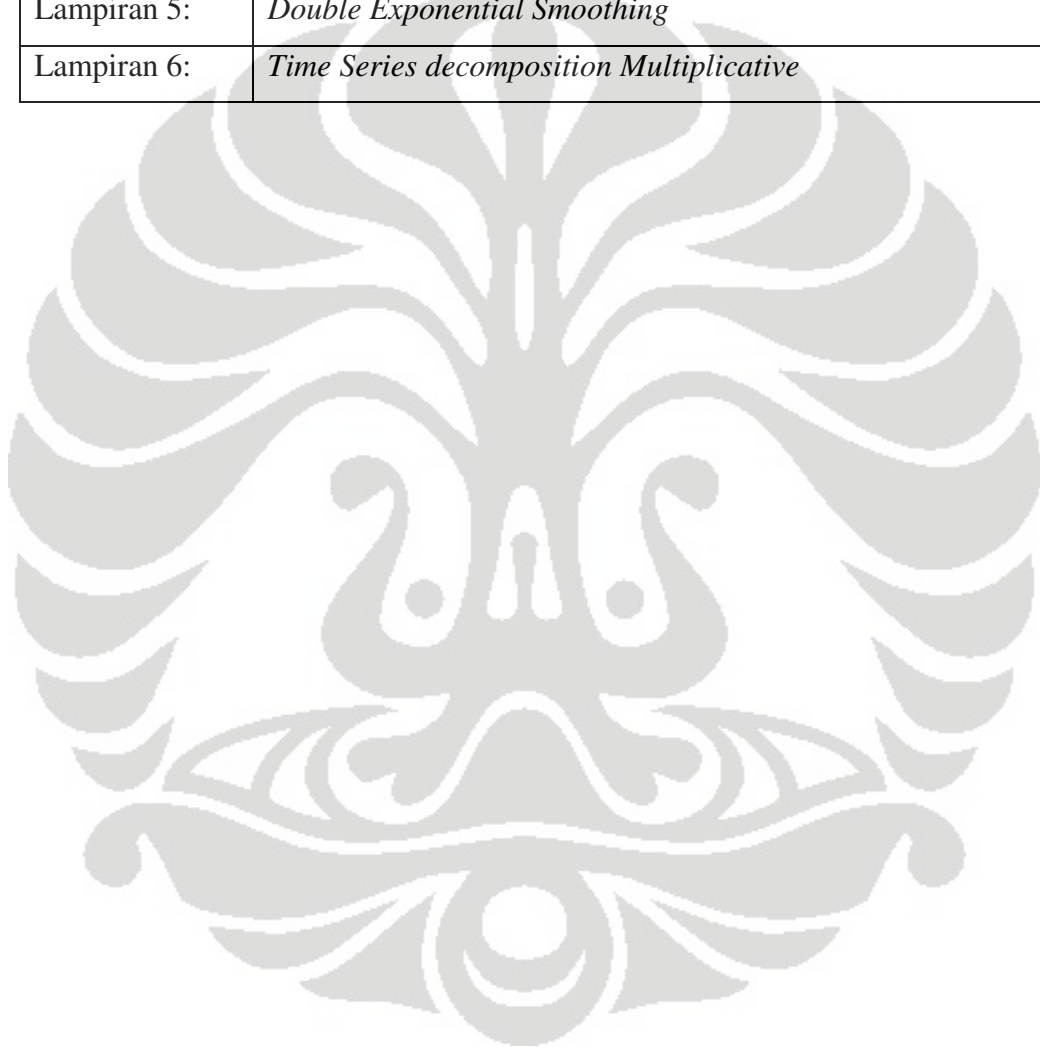 Lampiran 5: Double Exponential Smoothing
Lampiran 6: Time Series decomposition Multiplicative